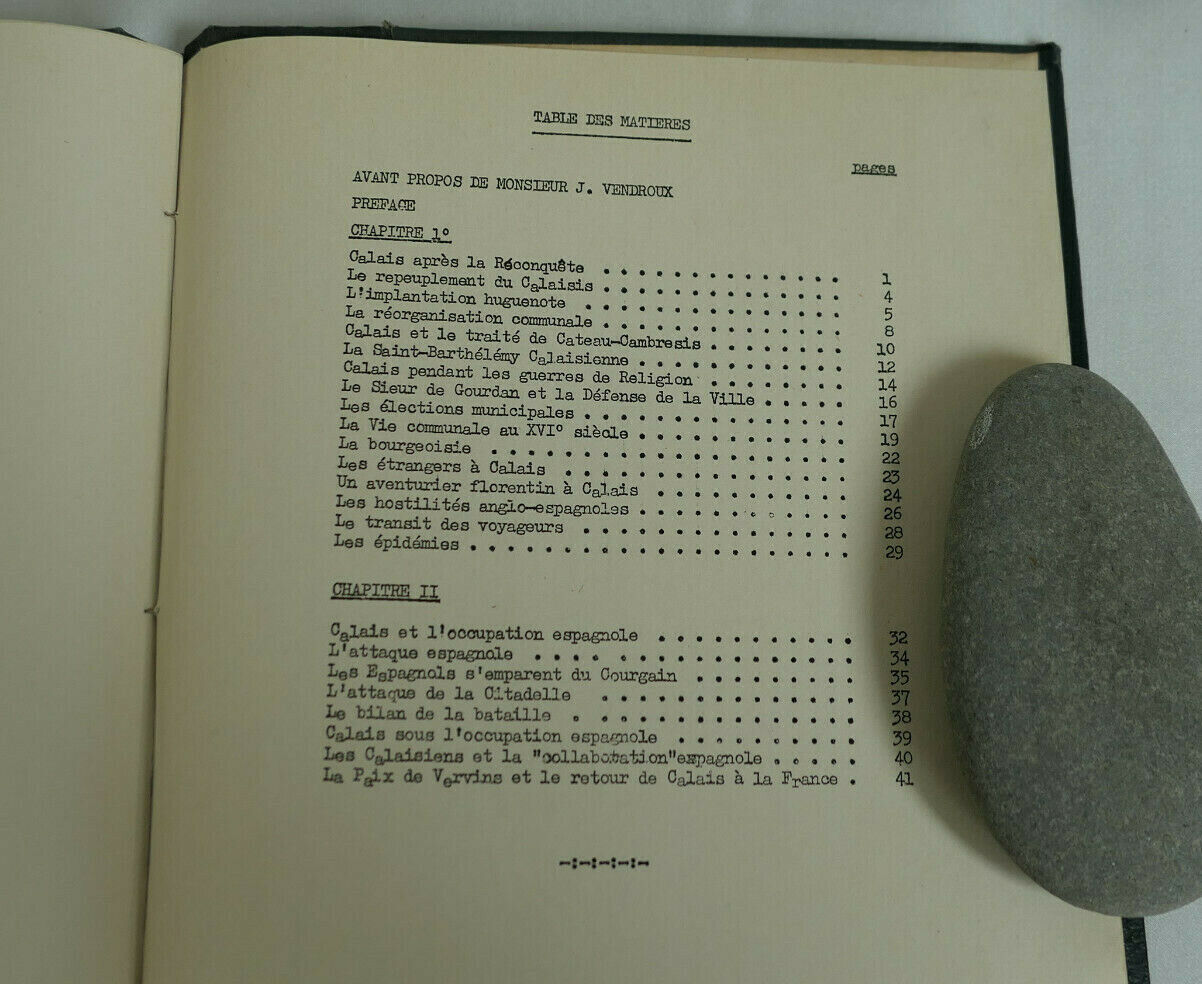 TABLE DES MATIERES
pages
AVANT PROPOS DE MONSIEUR J. VENDROUX
PREFACE
CHAPITRE 1°
Calais après la Réconquête . . . . . . . . . . . . . . 1
Le repeuplement du Calaisis . . . . . . . . . . . . . . 4
L'implantation huguenote . . . . . . . . . . . . . . 5
La réorganisation communale . . . . . . . . . . . . . . 8
Calais et le traité de Cateau-Cambresis . . . . . . . . 10
La Saint-Barthélémy Calaisienne . . . . . . . . . . . . 12
Calais pendant les guerres de Religion . . . . . . . . 14
Le Sieur de Gourdan et la Défense de la Ville . . . . . 16
Les élections municipales . . . . . . . . . . . . . . 17
La Vie communale au XVI° siècle . . . . . . . . . . . . 19
La bourgeoisie . . . . . . . . . . . . . . . . . . . 22
Les étrangers à Calais . . . . . . . . . . . . . . . 23
Un aventurier florentin à Calais . . . . . . . . . . . 24
Les hostilités anglo-espagnoles . . . . . . . . . . . . 26
Le transit des voyageurs . . . . . . . . . . . . . . . 28
Les épidémies . . . . . . . . . . . . . . . . . . . . 29
CHAPITRE II
Calais et l'occupation espagnole . . . . . . . . . . . 32
L'attaque espagnole . . . . . . . . . . . . . . . . . 34
Les Espagnols s'emparent du Courgain . . . . . . . . . 35
L'attaque de la Citadelle . . . . . . . . . . . . . . 37
Le bilan de la bataille . . . . . . . . . . . . . . . 38
Calais sous l'occupation espagnole . . . . . . . . . . 39
Les Calaisiens et la "collaboration"espagnole . . . . . 40
La Paix de Vervins et le retour de Calais à la France . 41
-:-:-:-:-